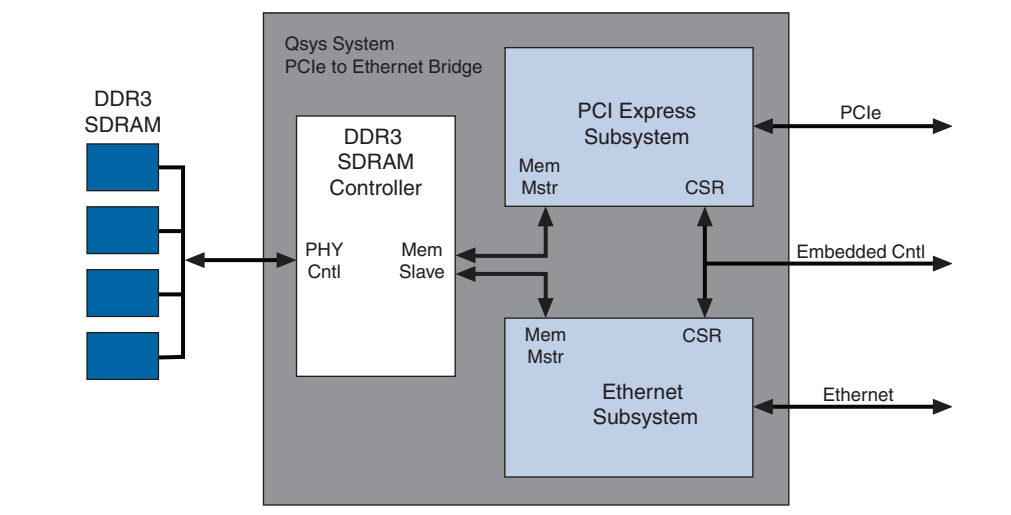 Qsys System
PCIe to Ethernet Bridge
DDR3
SDRAM
DDR3
SDRAM
Controller
PHY
Cntl
Mem
Slave
PCI Express
Subsystem
Mem
Mstr
CSR
PCIe
Embedded Cntl
Mem
Mstr
CSR
Ethernet
Subsystem
Ethernet